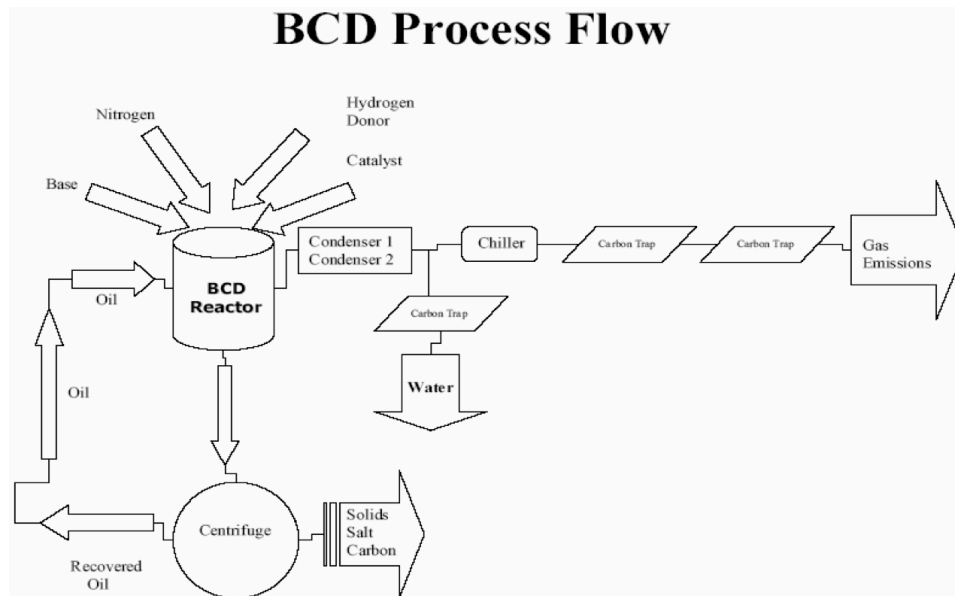 BCD Process Flow
Nitrogen
Hydrogen
Donor
Base
Catalyst
Condenser 1
Condenser 2
Chiller
Carbon Trap
Carbon Trap
Gas
Emissions
BCD
Reactor
Oil
Carbon Trap
Oil
Water
Centrifuge
Solids
Salt
Carbon
Recovered
Oil